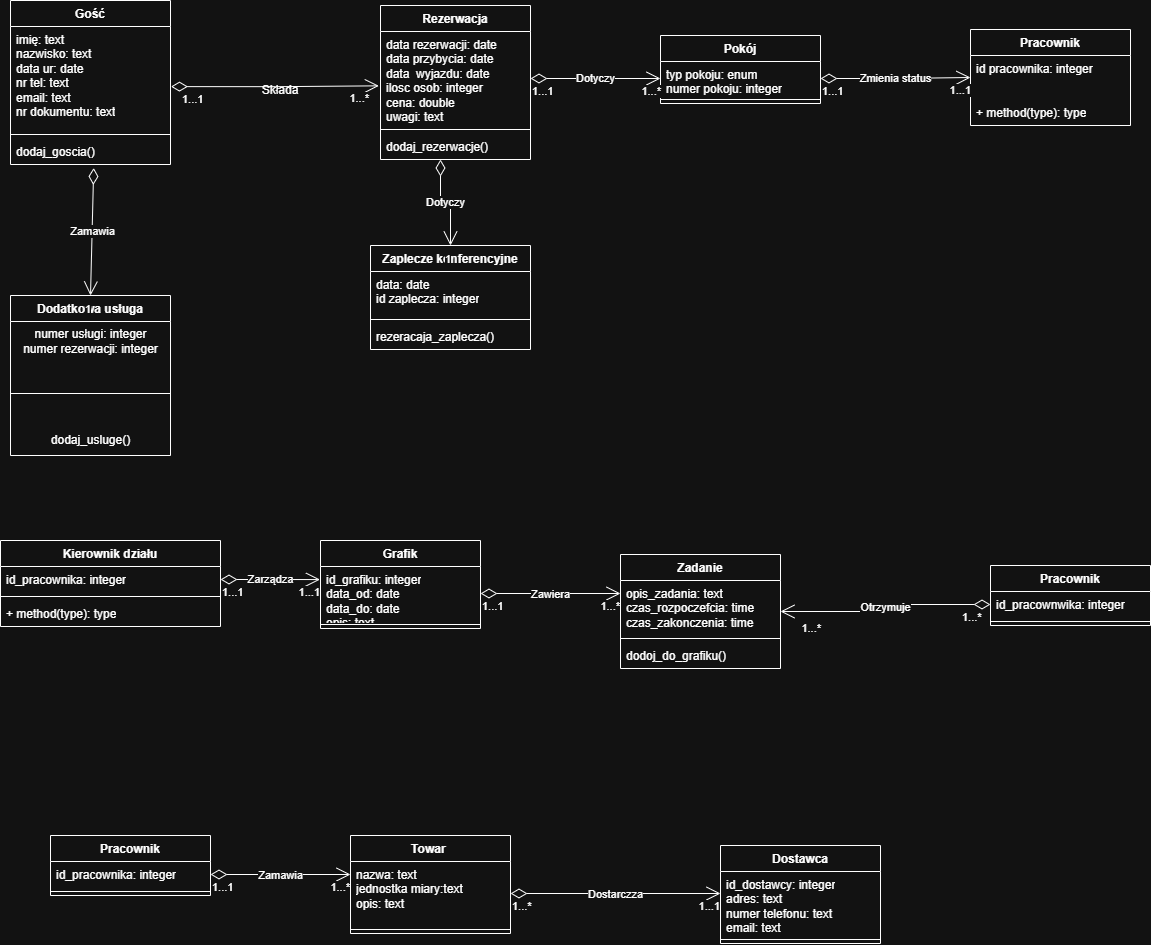 Gość
imię: text
nazwisko: text
data ur: date
nr tel: text
email: text
nr dokumentu: text
dodaj_goscia()
1...1
Składa
1...*
Rezerwacja
data rezerwacji: date
data przybycia: date
data  wyjazdu: date
ilosc osob: integer
cena: double
uwagi: text
dodaj_rezerwacje()
1...1
Dotyczy
1...*
Pokój
typ pokoju: enum
numer pokoju: integer
1...1
Zmienia status
1...1
Pracownik
id pracownika: integer
+ method(type): type
Zamawia
Dodatko1/a usługa
numer usługi: integer
numer rezerwacji: integer
dodaj_usluge()
Dotyczy
Zaplecze k1nferencyjne
data: date
id zaplecza: integer
rezeracaja_zaplecza()
Kierownik działu
id_pracownika: integer
+ method(type): type
1...1
Zarządza
1...1
Grafik
id_grafiku: integer
data_od: date
data_do: date
opis: text
1...1
Zawiera
1...*
Zadanie
opis_zadania: text
czas_rozpoczefcia: time
czas_zakonczenia: time
dodoj_do_grafiku()
1...*
Otrzymuje
1...*
Pracownik
id_pracownwika: integer
Pracownik
id_pracownika: integer
1...1
Zamawia
1...*
Towar
nazwa: text
jednostka miary:text
opis: text
1...*
Dostarczza
1...1
Dostawca
id_dostawcy: integer
adres: text
numer telefonu: text
email: text